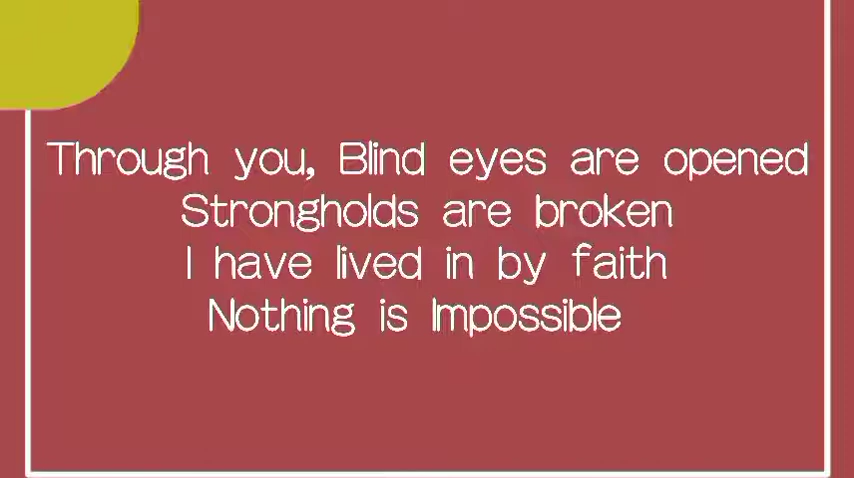 Through you, Blind eyes are opened
Strongholds are broken
I have lived in by faith
Nothing is Impossible